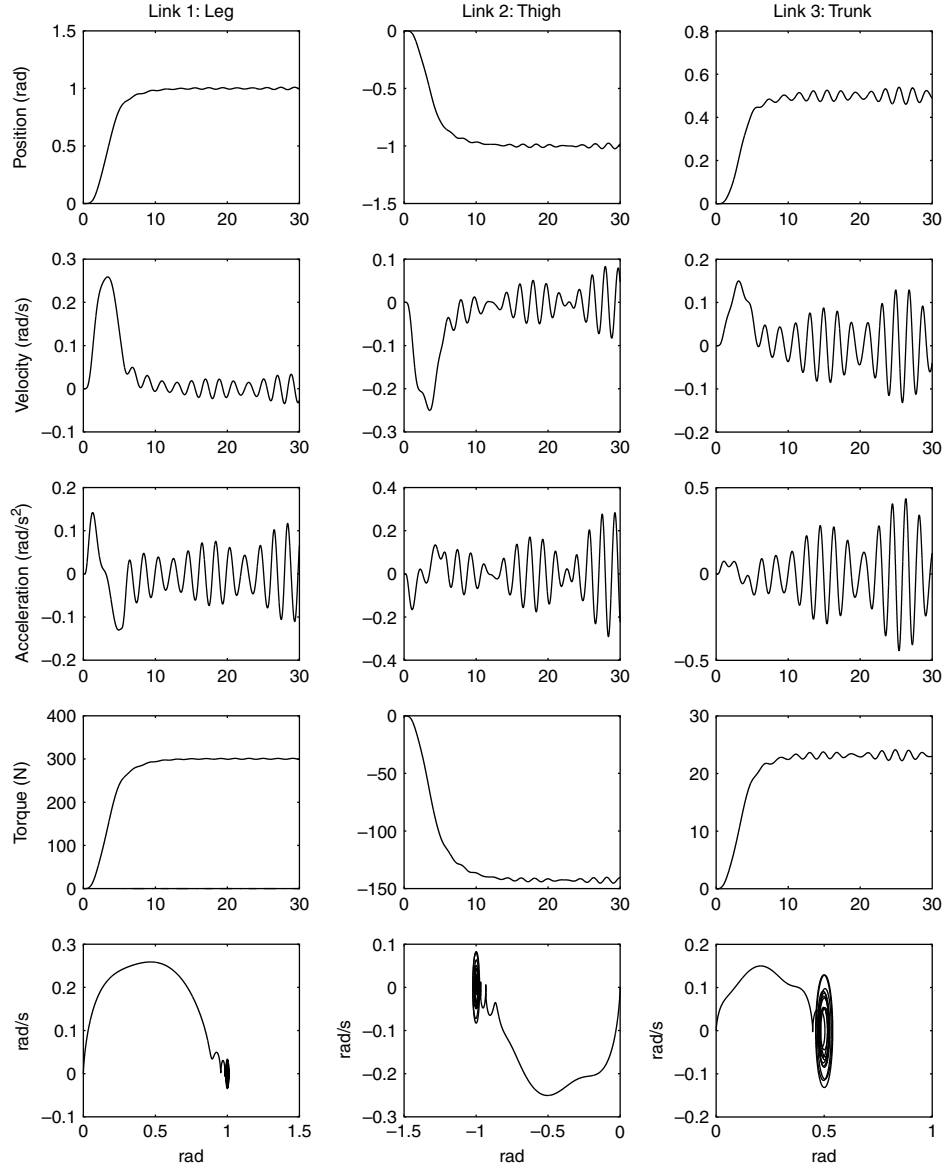 Link 1: Leg
Link 2: Thigh
Link 3: Trunk
Position (rad)
1.5
1
0.5
0
0 10 20 30
0
−0.5
−1
−1.5
0 10 20 30
0.8
0.6
0.4
0.2
0
0 10 20 30
Velocity (rad/s)
0.3
0.2
0.1
0
−0.1
0 10 20 30
0.1
0
−0.1
−0.2
−0.3
0 10 20 30
0.2
0.1
0
−0.1
−0.2
0 10 20 30
Acceleration (rad/s²)
0.2
0.1
0
−0.1
−0.2
0 10 20 30
0.4
0.2
0
−0.2
−0.4
0 10 20 30
0.5
0
−0.5
0 10 20 30
Torque (N)
400
300
200
100
0
0 10 20 30
0
−50
−100
−150
0 10 20 30
30
20
10
0
0 10 20 30
rad/s
0.3
0.2
0.1
0
−0.1
0 0.5 1 1.5
rad
rad/s
0.1
0
−0.1
−0.2
−0.3
−1.5 −1 −0.5 0
rad
rad/s
0.2
0.1
0
−0.1
−0.2
0 0.5 1
rad